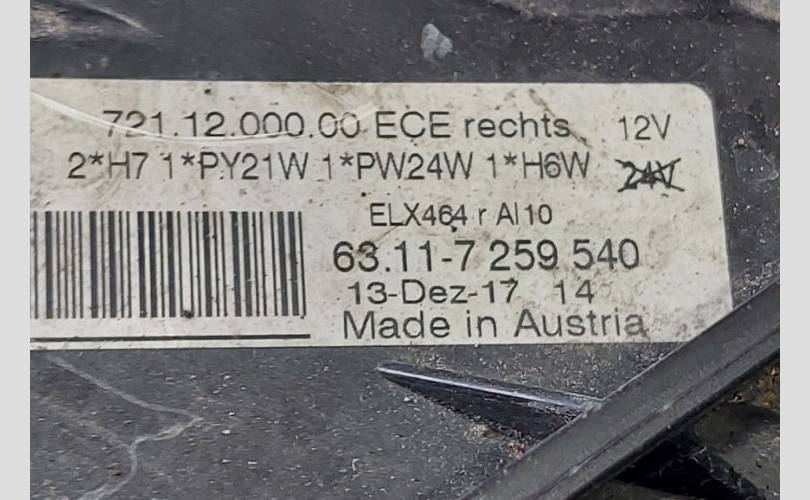 721.12.000.00 ECE rechts 12V
2*H7 1*PY21W 1*PW24W 1*H6W 24V
ELX464 r Al10
63.11-7 259 540
13-Dez-17 14
Made in Austria